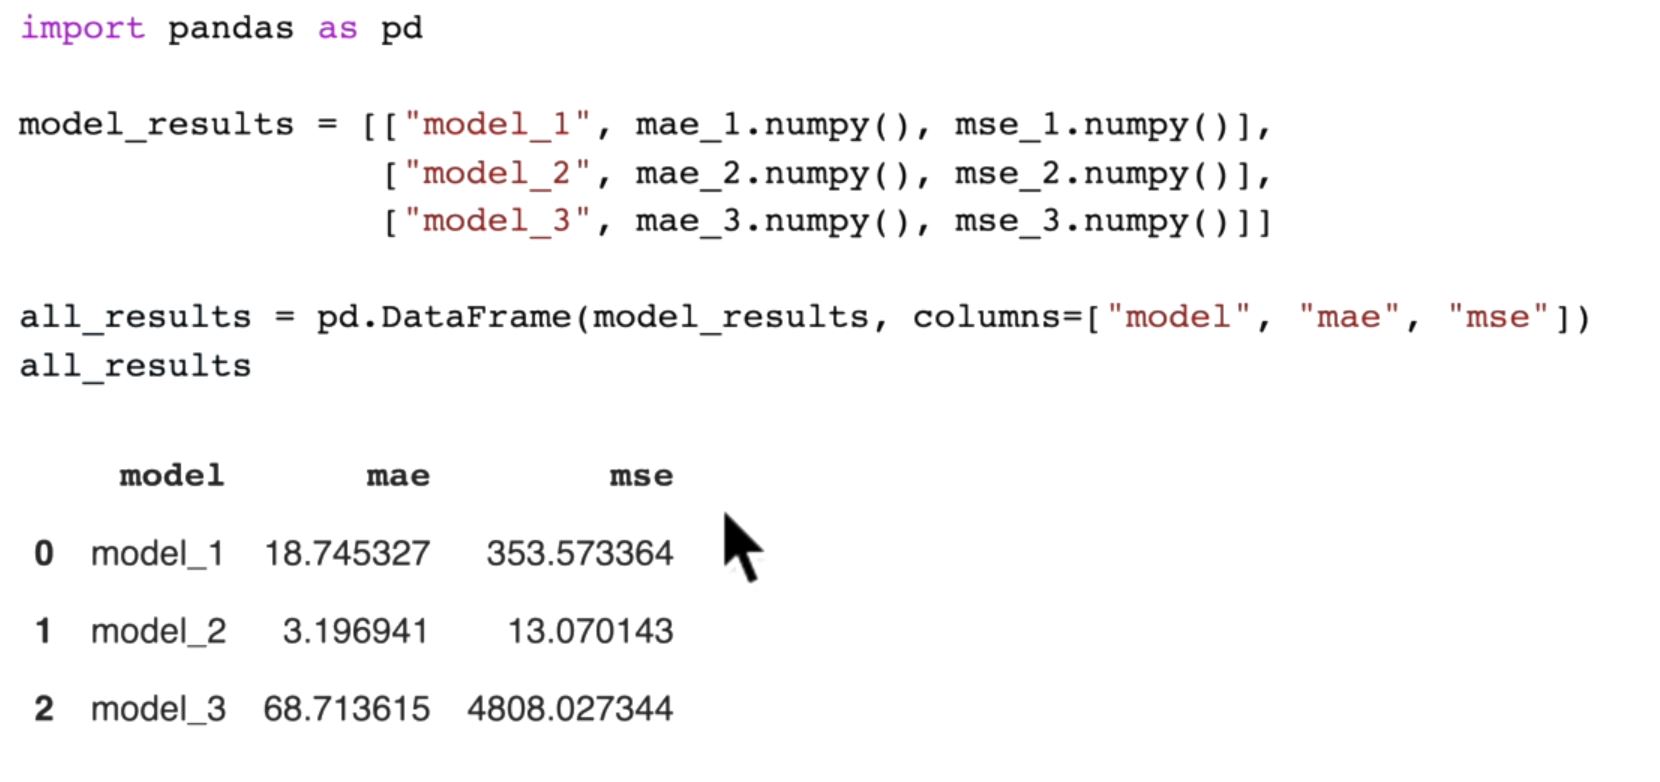 import pandas as pd
model_results = [["model_1", mae_1.numpy(), mse_1.numpy()],
["model_2", mae_2.numpy(), mse_2.numpy()],
["model_3", mae_3.numpy(), mse_3.numpy()]]
all_results = pd.DataFrame(model_results, columns=["model", "mae", "mse"])
all_results
model mae mse
0 model_1 18.745327 353.573364
1 model_2 3.196941 13.070143
2 model_3 68.713615 4808.027344